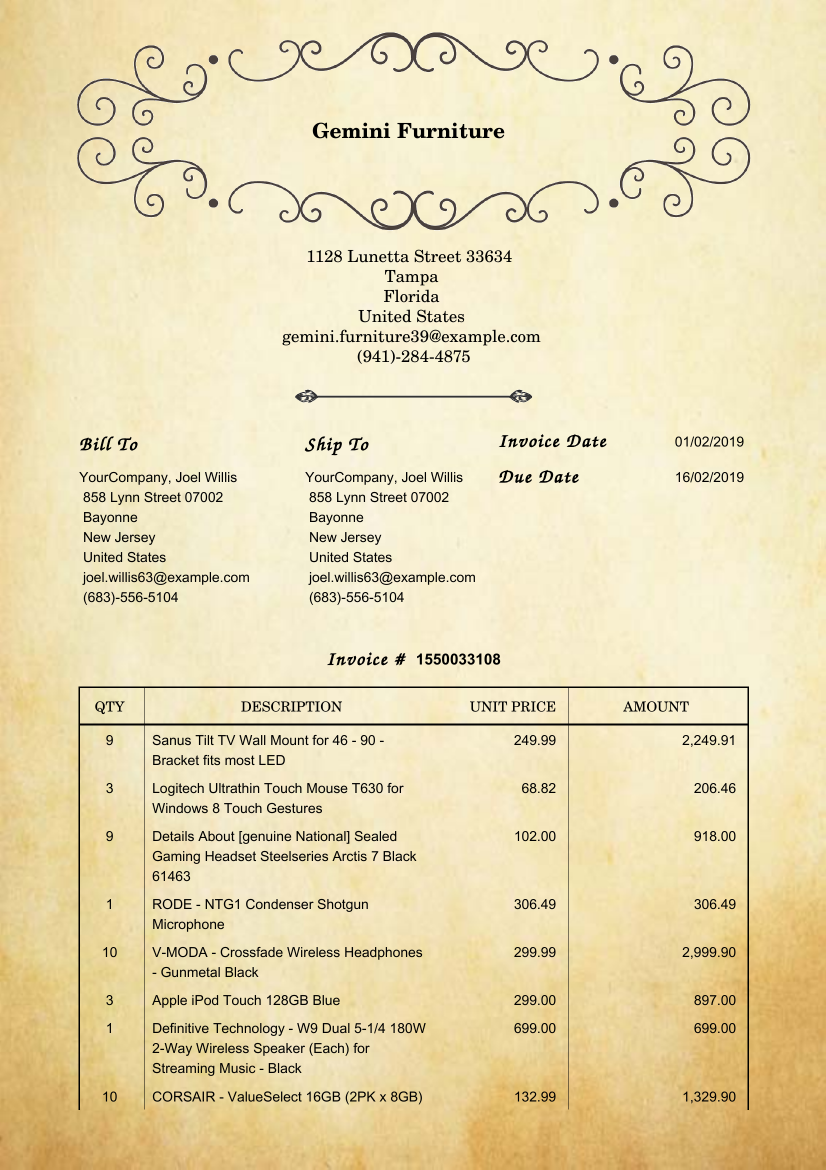 Gemini Furniture
1128 Lunetta Street 33634
Tampa
Florida
United States
gemini.furniture39@example.com
(941)-284-4875
Bill To
YourCompany, Joel Willis
858 Lynn Street 07002
Bayonne
New Jersey
United States
joel.willis63@example.com
(683)-556-5104
Ship To
YourCompany, Joel Willis
858 Lynn Street 07002
Bayonne
New Jersey
United States
joel.willis63@example.com
(683)-556-5104
Invoice Date 01/02/2019
Due Date 16/02/2019
Invoice # 1550033108
QTY DESCRIPTION UNIT PRICE AMOUNT
9 Sanus Tilt TV Wall Mount for 46 - 90 - 249.99 2,249.91
Bracket fits most LED
3 Logitech Ultrathin Touch Mouse T630 for 68.82 206.46
Windows 8 Touch Gestures
9 Details About [genuine National] Sealed 102.00 918.00
Gaming Headset Steelseries Arctis 7 Black
61463
1 RODE - NTG1 Condenser Shotgun 306.49 306.49
Microphone
10 V-MODA - Crossfade Wireless Headphones 299.99 2,999.90
- Gunmetal Black
3 Apple iPod Touch 128GB Blue 299.00 897.00
1 Definitive Technology - W9 Dual 5-1/4 180W 699.00 699.00
2-Way Wireless Speaker (Each) for
Streaming Music - Black
10 CORSAIR - ValueSelect 16GB (2PK x 8GB) 132.99 1,329.90